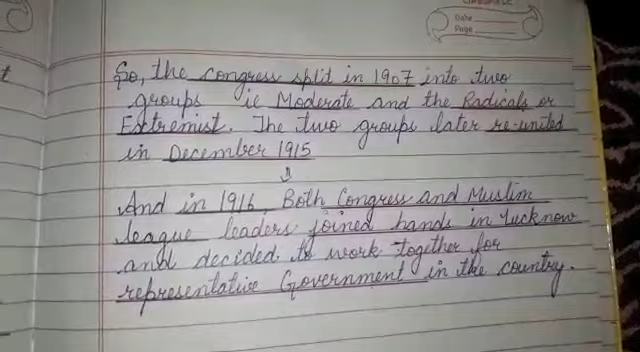 Date
Page
So, the congress split in 1907 into two
groups ie Moderate and the Radicals or
Extremist. The two groups later re-united
in December 1915
↓
And in 1916 Both Congress and Muslim
league leaders joined hands in Lucknow
and decided to work together for
representative Government in the country.